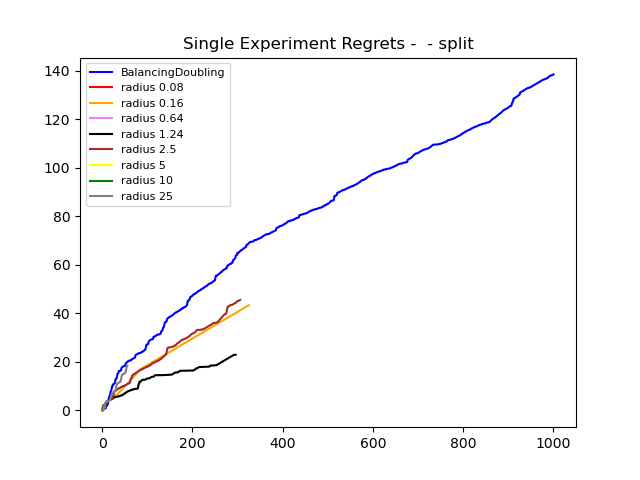 Single Experiment Regrets -  - split
BalancingDoubling
radius 0.08
radius 0.16
radius 0.64
radius 1.24
radius 2.5
radius 5
radius 10
radius 25
140
120
100
80
60
40
20
0
0 200 400 600 800 1000